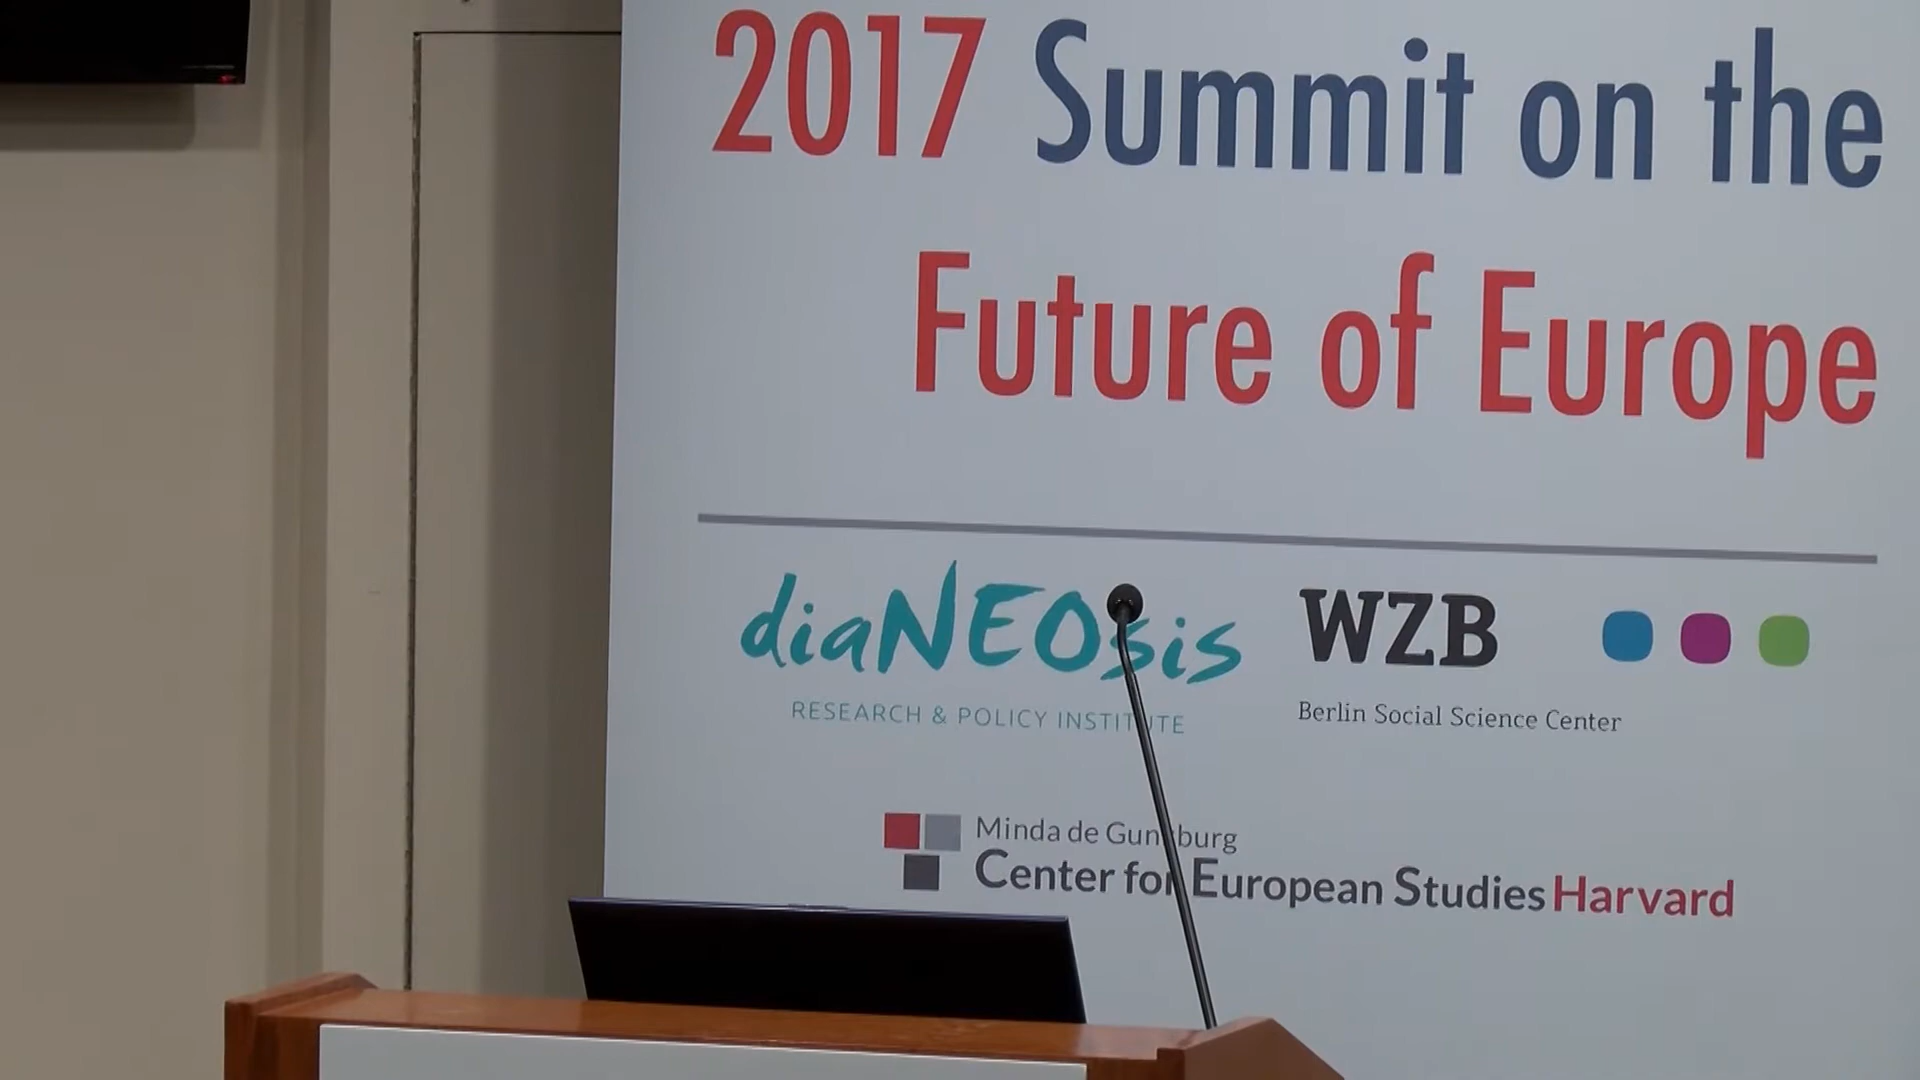 2017 Summit on the
Future of Europe
diaNEOsis
RESEARCH & POLICY INSTITUTE
WZB
Berlin Social Science Center
Minda de Gunzburg
Center for European Studies Harvard